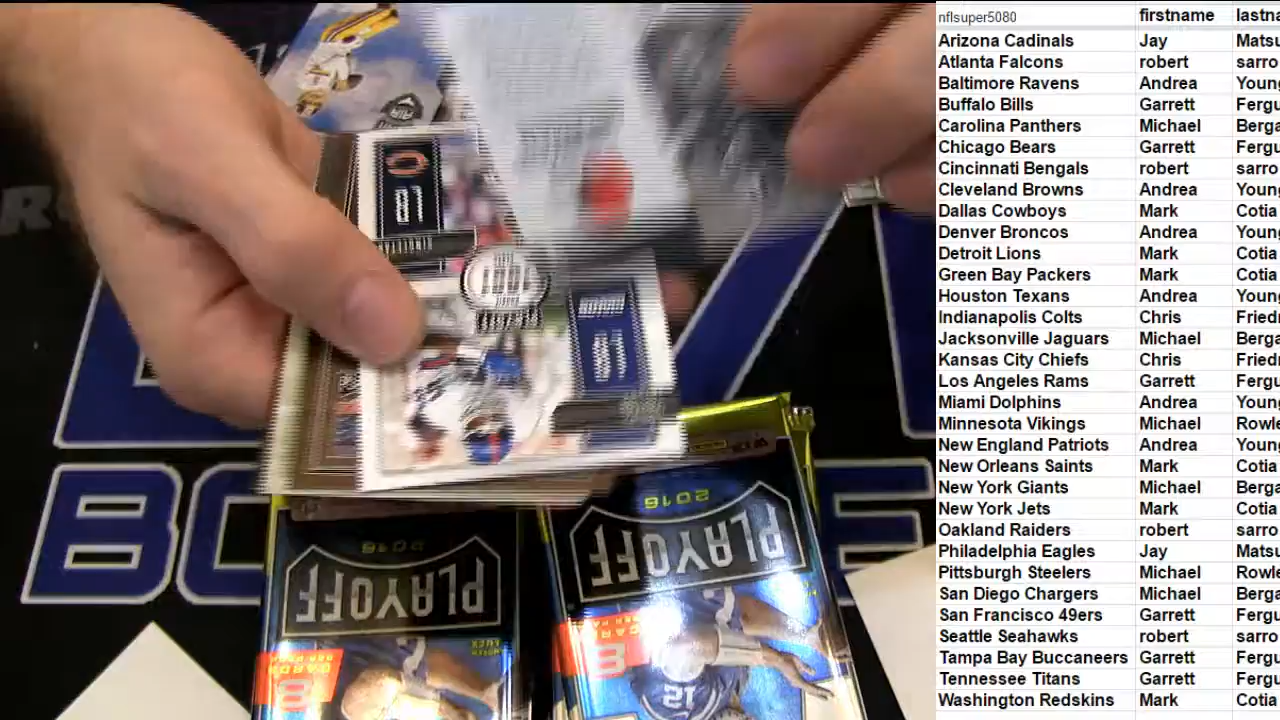 nflsuper5080 firstname lastna
Arizona Cadinals Jay Matsu
Atlanta Falcons robert sarro
Baltimore Ravens Andrea Young
Buffalo Bills Garrett Fergu
Carolina Panthers Michael Berga
Chicago Bears Garrett Fergu
Cincinnati Bengals robert sarro
Cleveland Browns Andrea Young
Dallas Cowboys Mark Cotia
Denver Broncos Andrea Young
Detroit Lions Mark Cotia
Green Bay Packers Mark Cotia
Houston Texans Andrea Young
Indianapolis Colts Chris Friedr
Jacksonville Jaguars Michael Berga
Kansas City Chiefs Chris Friedr
Los Angeles Rams Garrett Fergu
Miami Dolphins Andrea Young
Minnesota Vikings Michael Rowle
New England Patriots Andrea Young
New Orleans Saints Mark Cotia
New York Giants Michael Berga
New York Jets Mark Cotia
Oakland Raiders robert sarro
Philadelphia Eagles Jay Matsu
Pittsburgh Steelers Michael Rowle
San Diego Chargers Michael Berga
San Francisco 49ers Garrett Fergu
Seattle Seahawks robert sarro
Tampa Bay Buccaneers Garrett Fergu
Tennessee Titans Garrett Fergu
Washington Redskins Mark Cotia
2016
PLAYOFF
2016
PLAYOFF
8
CARDS
8
12